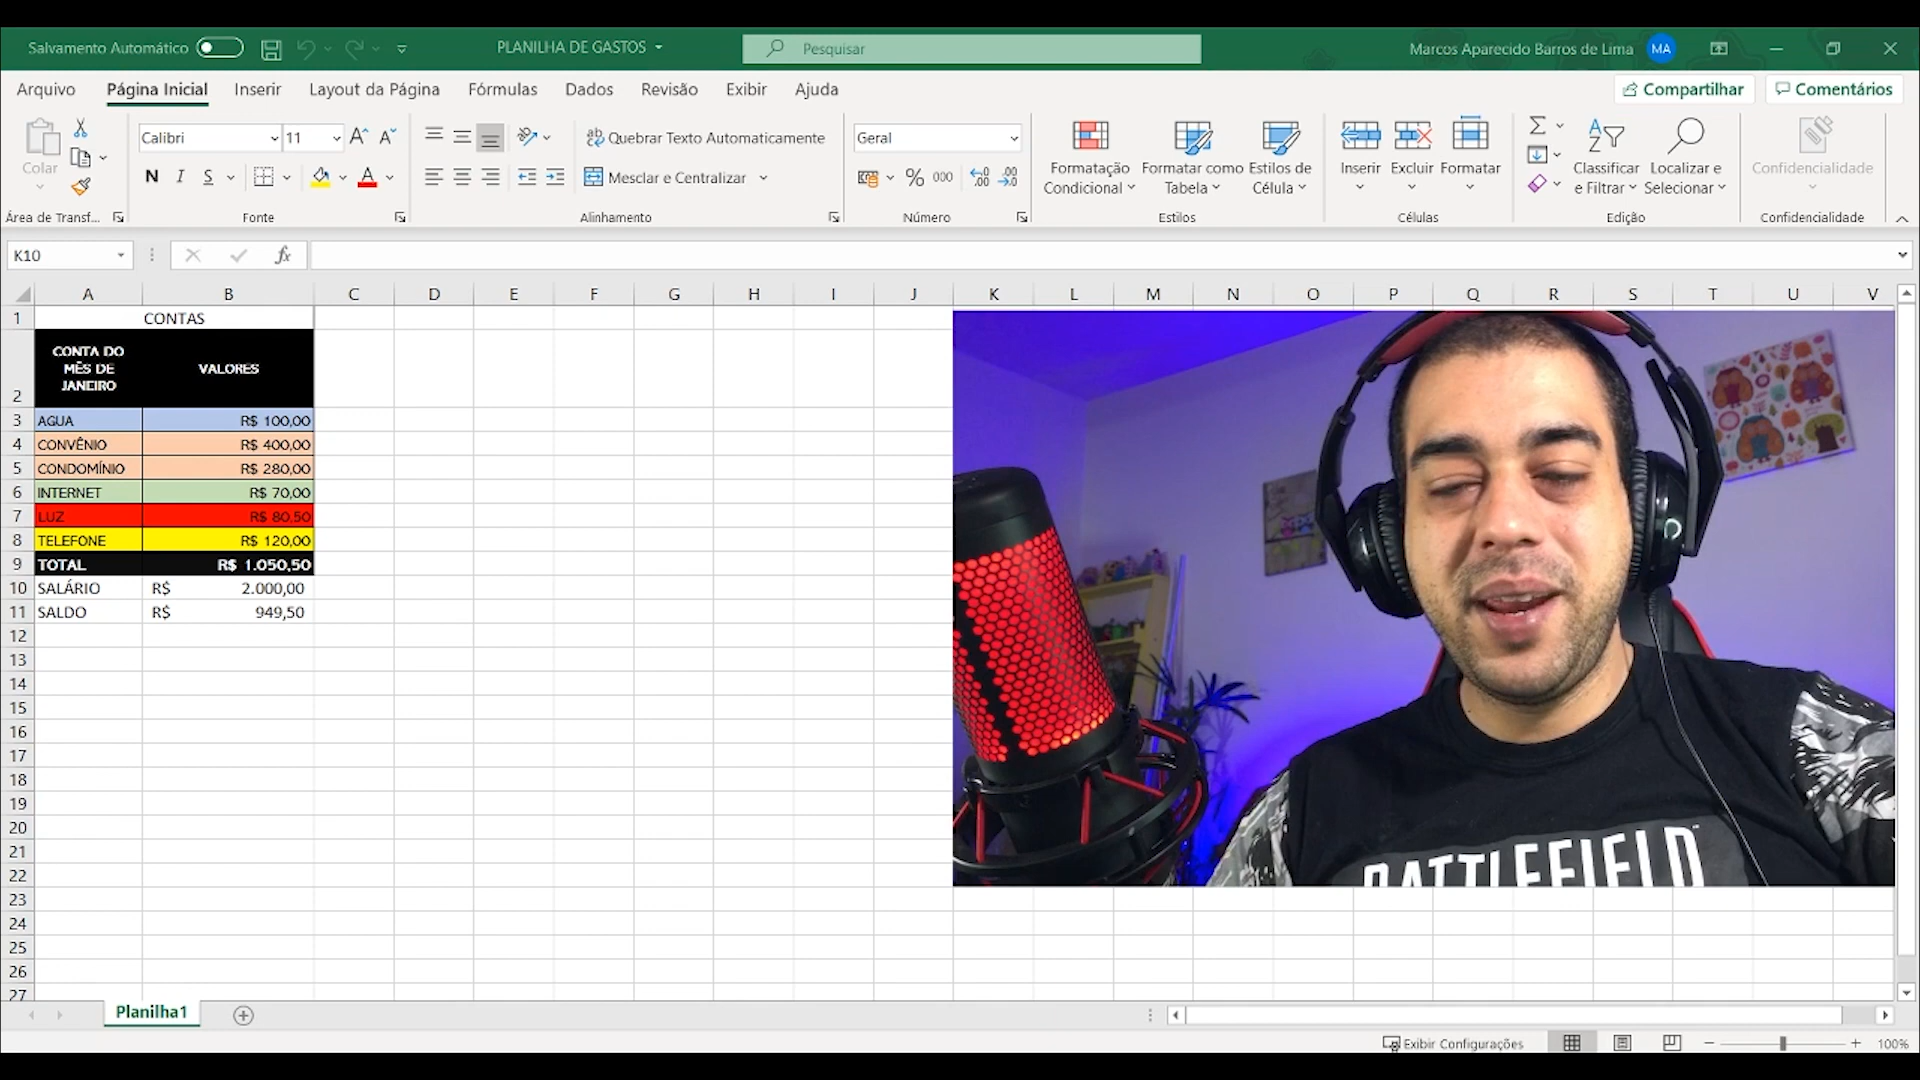 Salvamento Automático
PLANILHA DE GASTOS
Pesquisar
Marcos Aparecido Barros de Lima
MA
Arquivo
Página Inicial
Inserir
Layout da Página
Fórmulas
Dados
Revisão
Exibir
Ajuda
Compartilhar
Comentários
Colar
Calibri
11
N I S
ab Quebrar Texto Automaticamente
Mesclar e Centralizar
Geral
% 000
Formatação Condicional
Formatar como Tabela
Estilos de Célula
Inserir
Excluir
Formatar
Classificar e Filtrar
Localizar e Selecionar
Confidencialidade
Área de Transf...
Fonte
Alinhamento
Número
Estilos
Células
Edição
Confidencialidade
K10
fx
A B C D E F G H I J K L M N O P Q R S T U V
1 CONTAS
2 CONTA DO MÊS DE JANEIRO VALORES
3 AGUA R$ 100,00
4 CONVÊNIO R$ 400,00
5 CONDOMÍNIO R$ 280,00
6 INTERNET R$ 70,00
7 LUZ R$ 80,50
8 TELEFONE R$ 120,00
9 TOTAL R$ 1.050,50
10 SALÁRIO R$ 2.000,00
11 SALDO R$ 949,50
12
13
14
15
16
17
18
19
20
21
22
23
24
25
26
27
BATTLEFIELD
Planilha1
Exibir Configurações
100%